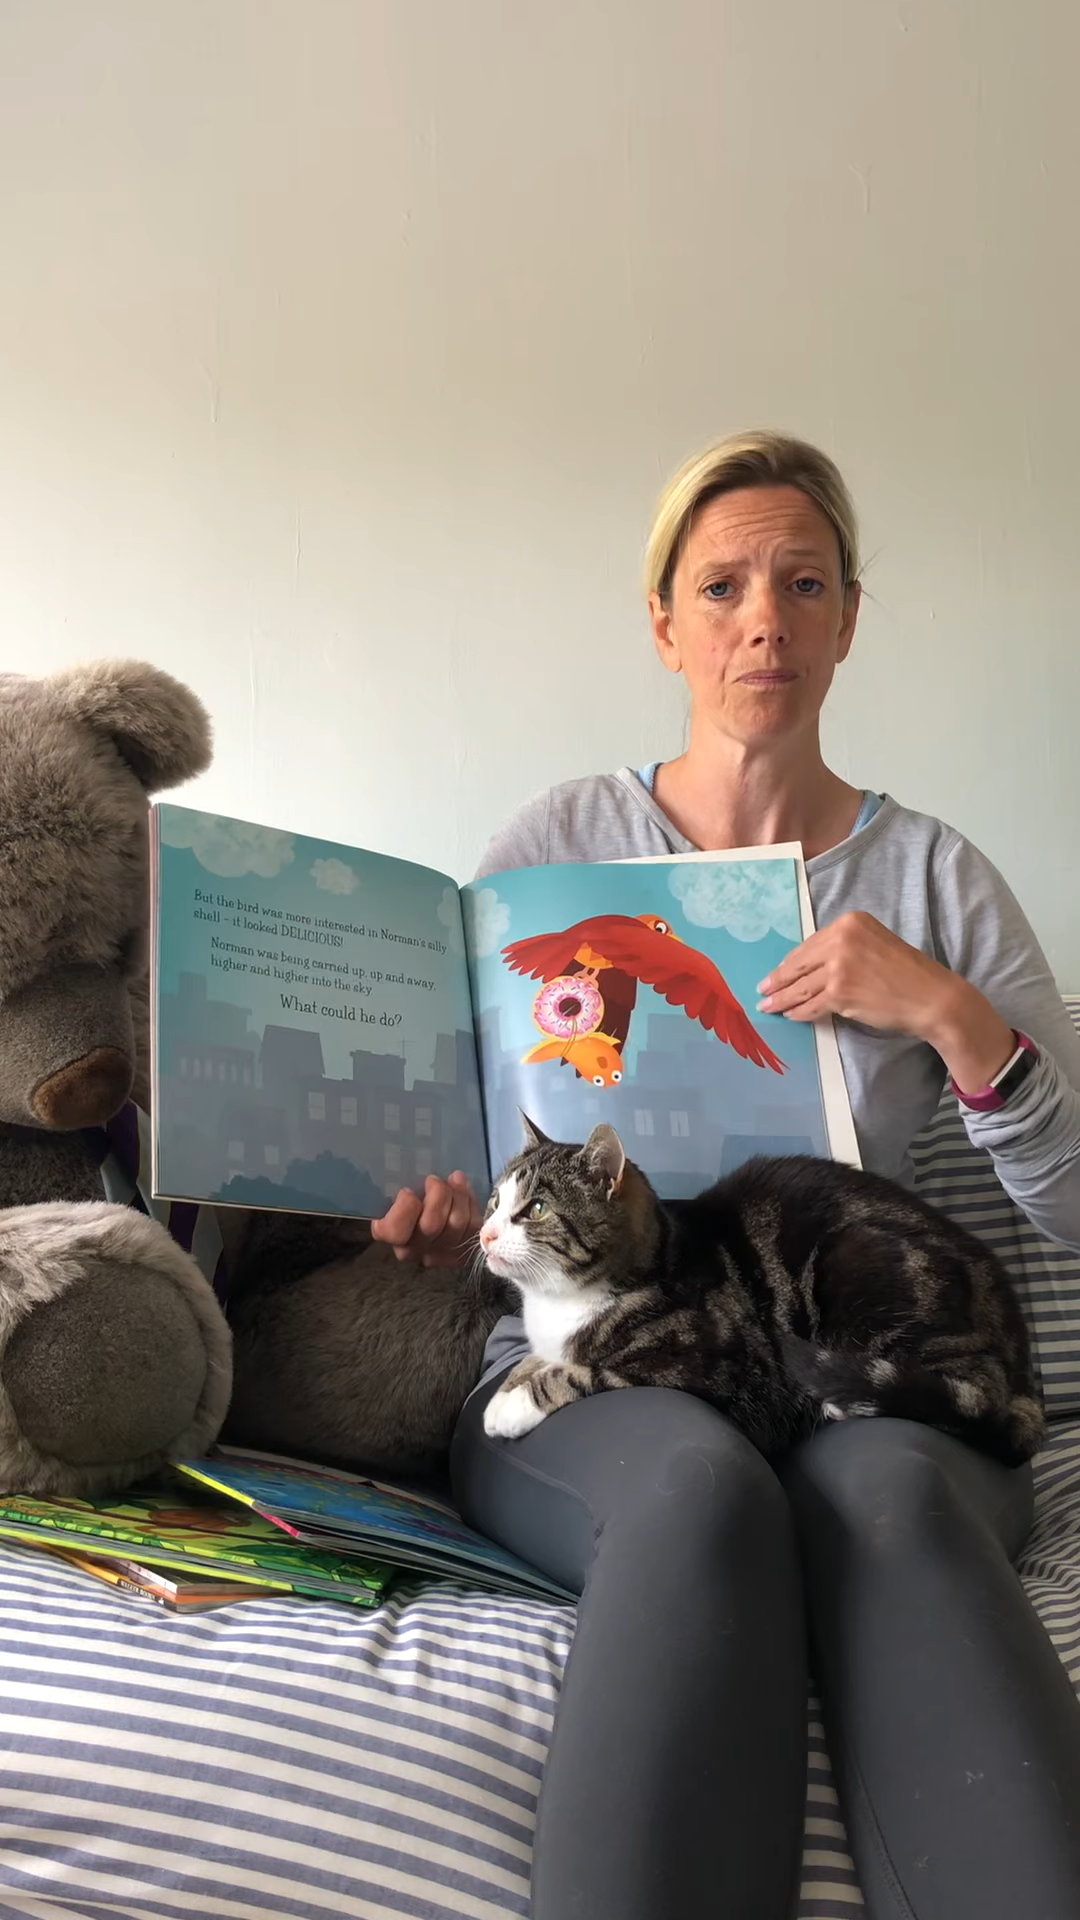 But the bird was more interested in Norman's silly
shell – it looked DELICIOUS!
Norman was being carried up, up and away,
higher and higher into the sky.
What could he do?